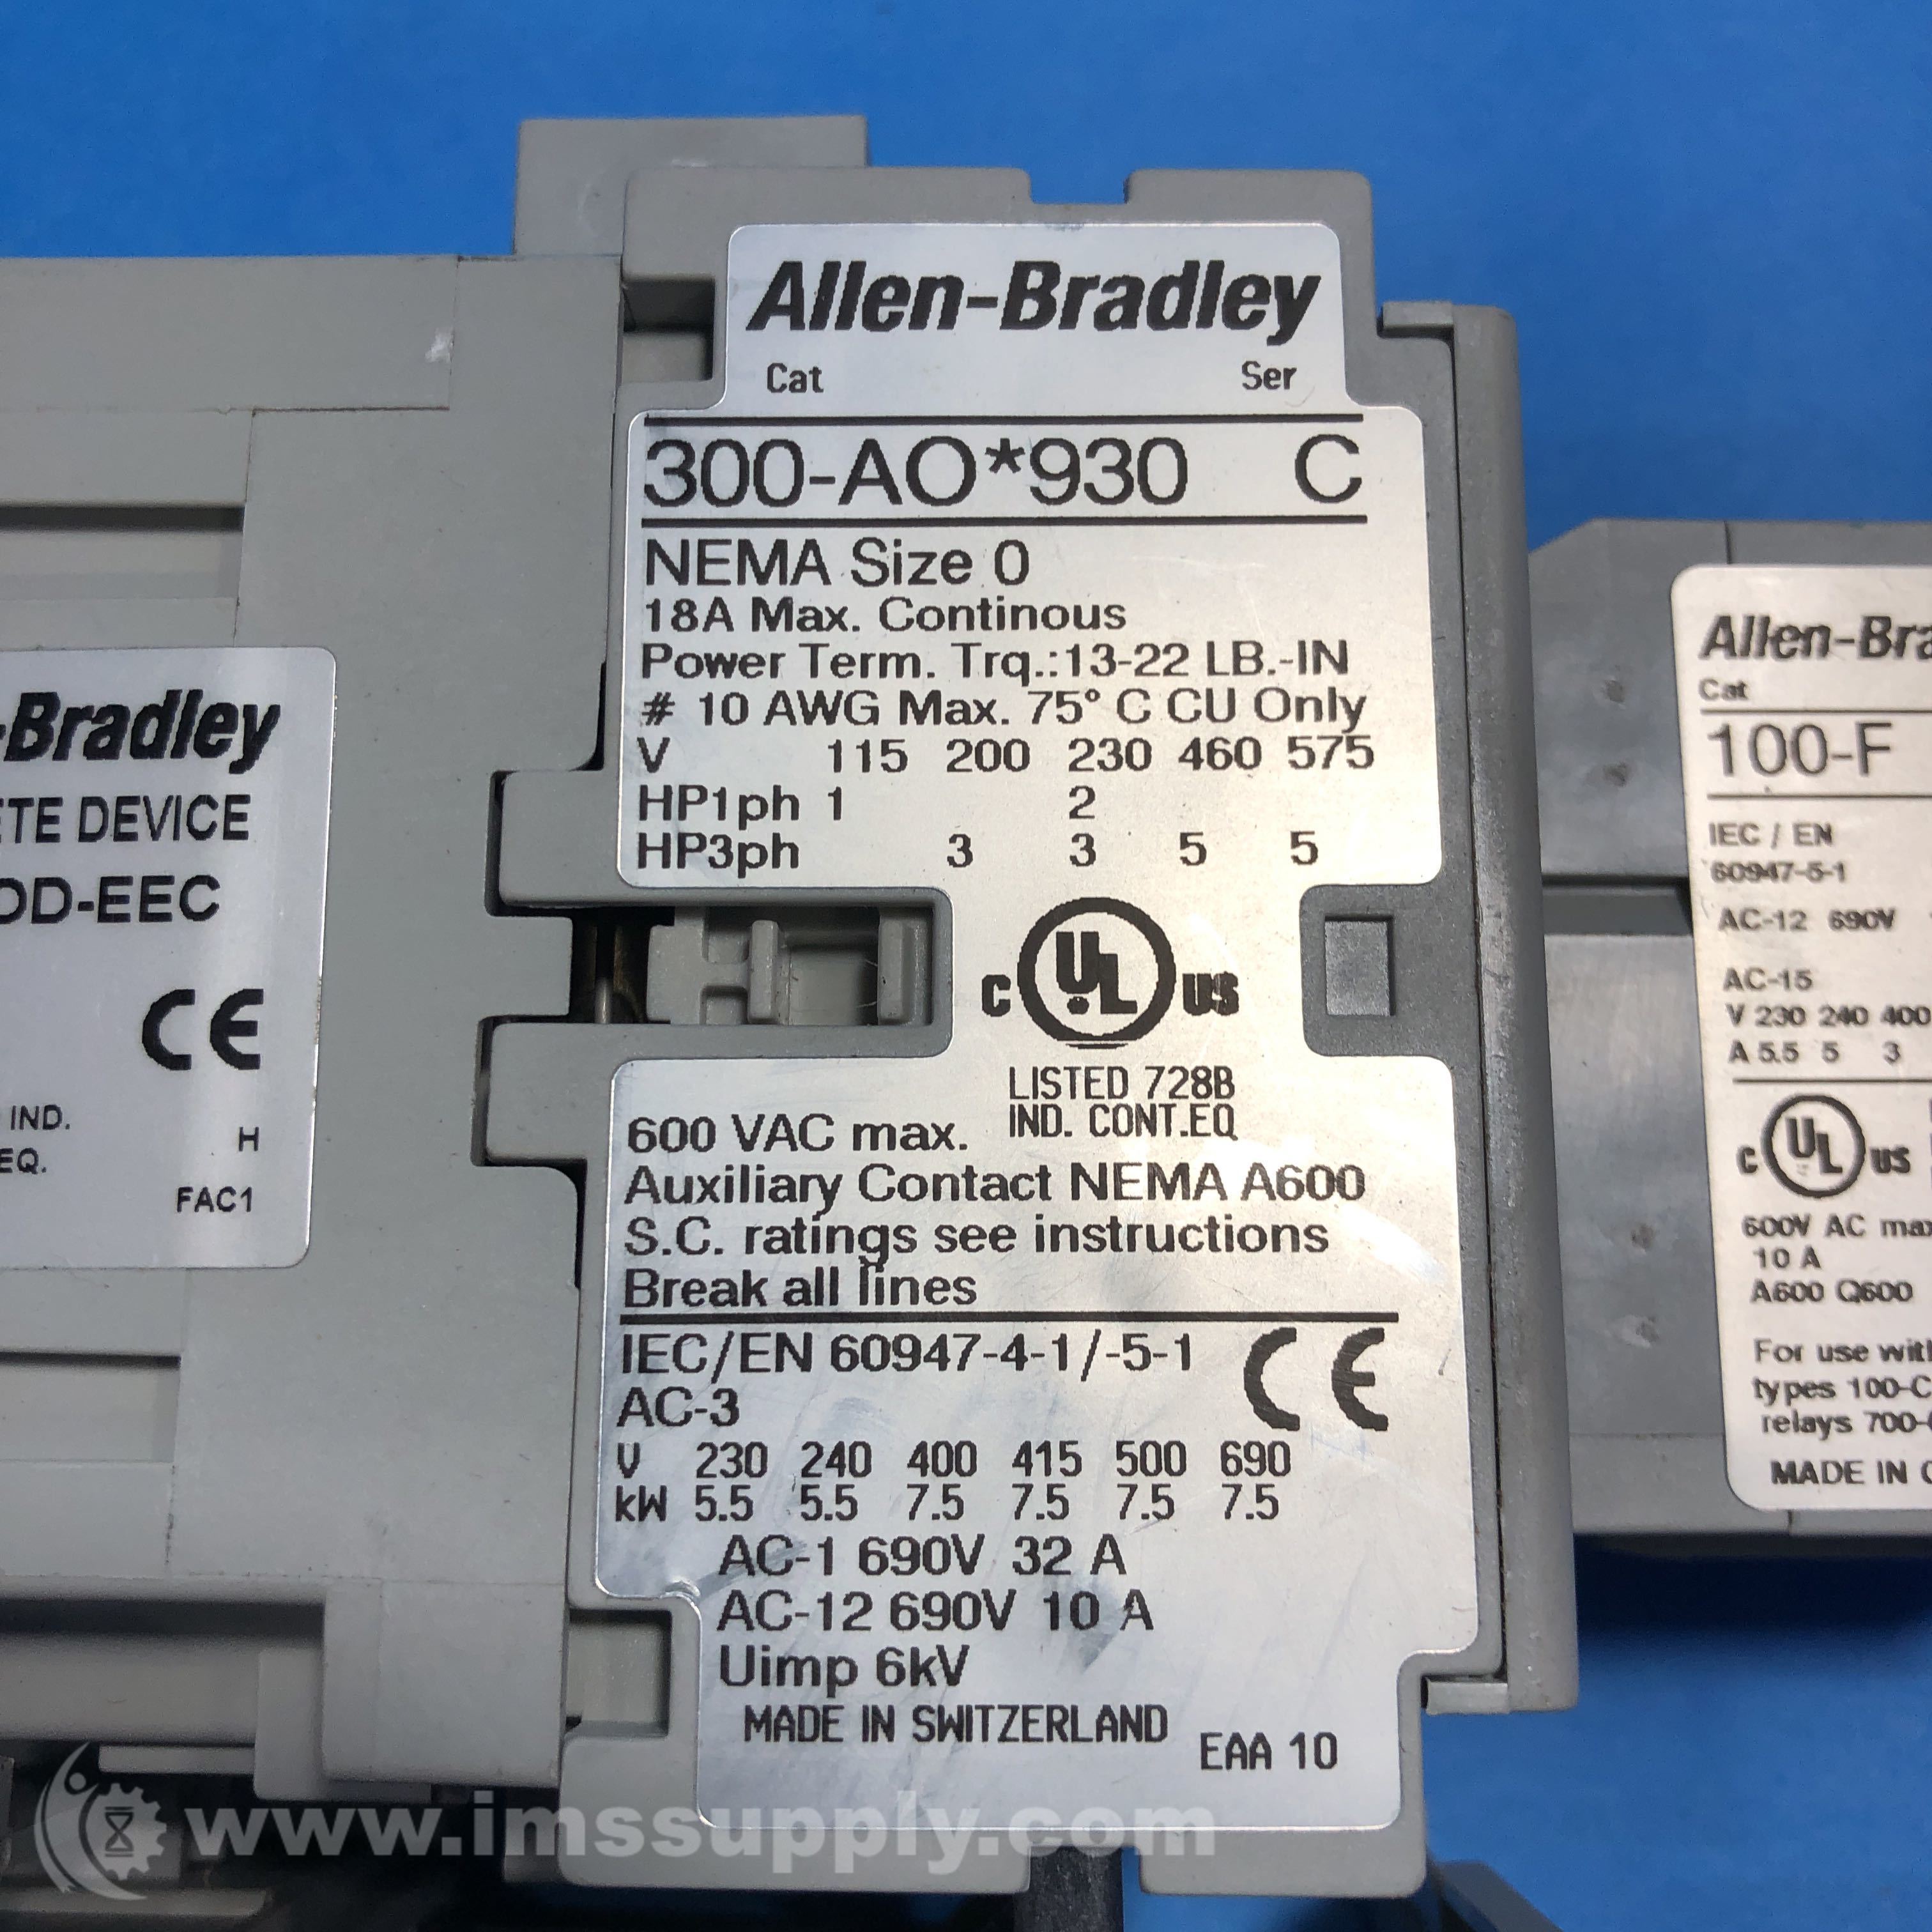 Allen-Bradley
Cat Ser
300-AO*930 C
NEMA Size 0
18A Max. Continous
Power Term. Trq.:13-22 LB.-IN
# 10 AWG Max. 75° C CU Only
V 115 200 230 460 575
HP1ph 1 2
HP3ph 3 3 5 5
C UL US
LISTED 728B
IND. CONT.EQ
600 VAC max.
Auxiliary Contact NEMA A600
S.C. ratings see instructions
Break all lines
IEC/EN 60947-4-1/-5-1 CE
AC-3
V 230 240 400 415 500 690
kW 5.5 5.5 7.5 7.5 7.5 7.5
AC-1 690V 32 A
AC-12 690V 10 A
Uimp 6kV
MADE IN SWITZERLAND
EAA 10
-Bradley
ETE DEVICE
OD-EEC
CE
IND.
EQ.
H
FAC1
Allen-Bra
Cat
100-F
IEC / EN
60947-5-1
AC-12 690V
AC-15
V 230 240 400
A 5.5 5 3
C UL US
600V AC max
10 A
A600 Q600
For use with
types 100-C
relays 700-
MADE IN
www.imssupply.com